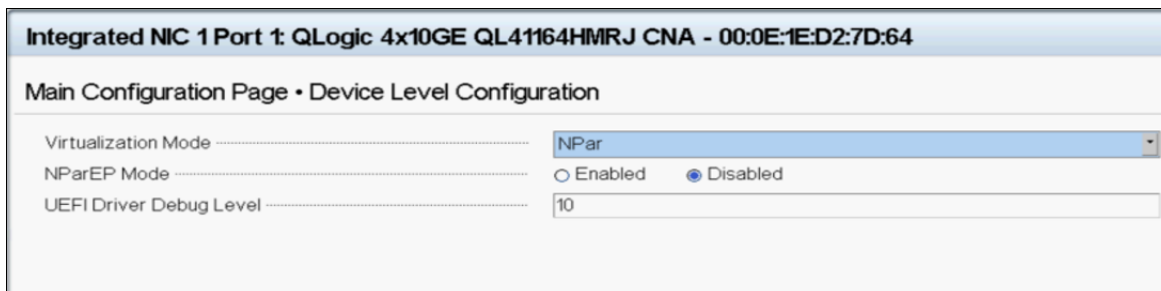 Integrated NIC 1 Port 1: QLogic 4x10GE QL41164HMRJ CNA - 00:0E:1E:D2:7D:64
Main Configuration Page • Device Level Configuration
Virtualization Mode NPar
NParEP Mode Enabled Disabled
UEFI Driver Debug Level 10